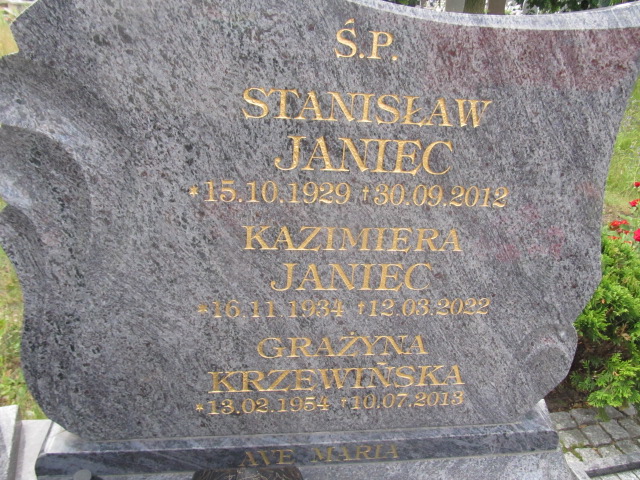 Ś.P.
STANISŁAW
JANIEC
*15.10.1929 †30.09.2012
KAZIMIERA
JANIEC
*16.11.1934 †12.03.2022
GRAŻYNA
KRZEWIŃSKA
*13.02.1954 †10.07.2013
AVE MARIA